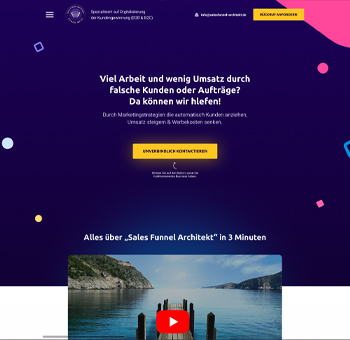 Spezialisiert auf Digitalisierung
der Kundengewinnung (B2B & B2C)
info@salesfunnel-architekt.de
RÜCKRUF ANFORDERN
Viel Arbeit und wenig Umsatz durch
falsche Kunden oder Aufträge?
Da können wir hlefen!
Durch Marketingstrategien die automatisch Kunden anziehen,
Umsatz steigern & Werbekosten senken.
UNVERBINDLICH KONTAKTIEREN
Alles über „Sales Funnel Architekt“ in 3 Minuten